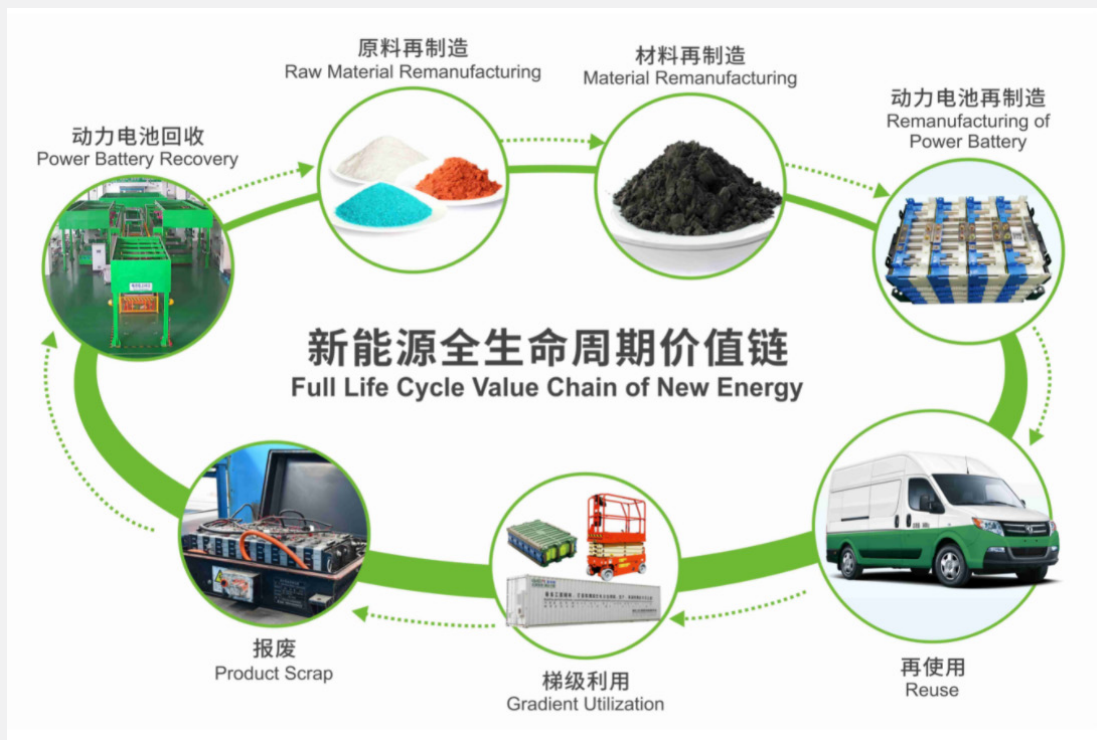 原料再制造
Raw Material Remanufacturing
材料再制造
Material Remanufacturing
动力电池再制造
Remanufacturing of
Power Battery
动力电池回收
Power Battery Recovery
新能源全生命周期价值链
Full Life Cycle Value Chain of New Energy
报废
Product Scrap
梯级利用
Gradient Utilization
再使用
Reuse